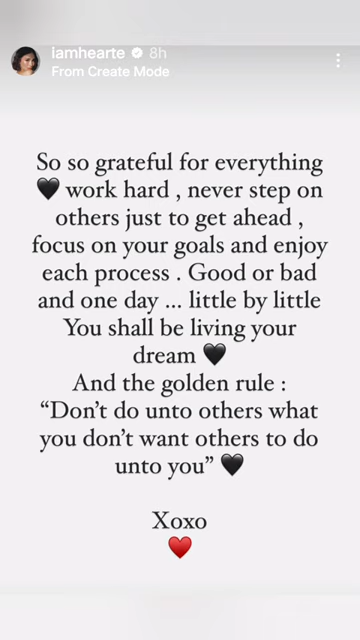 iamhearte 8h
From Create Mode
So so grateful for everything
🖤 work hard , never step on
others just to get ahead ,
focus on your goals and enjoy
each process . Good or bad
and one day ... little by little
You shall be living your
dream 🖤
And the golden rule :
“Don’t do unto others what
you don’t want others to do
unto you” 🖤
Xoxo
❤️